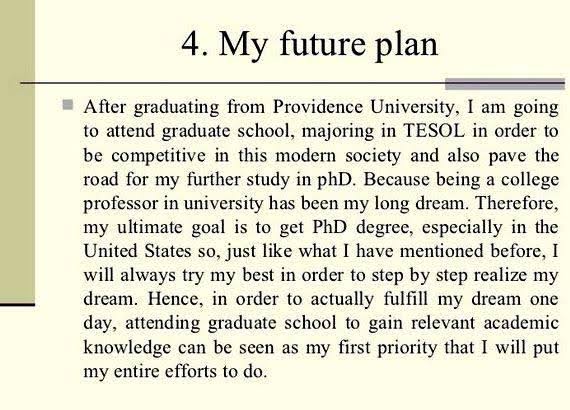 4. My future plan
After graduating from Providence University, I am going
to attend graduate school, majoring in TESOL in order to
be competitive in this modern society and also pave the
road for my further study in phD. Because being a college
professor in university has been my long dream. Therefore,
my ultimate goal is to get PhD degree, especially in the
United States so, just like what I have mentioned before, I
will always try my best in order to step by step realize my
dream. Hence, in order to actually fulfill my dream one
day, attending graduate school to gain relevant academic
knowledge can be seen as my first priority that I will put
my entire efforts to do.